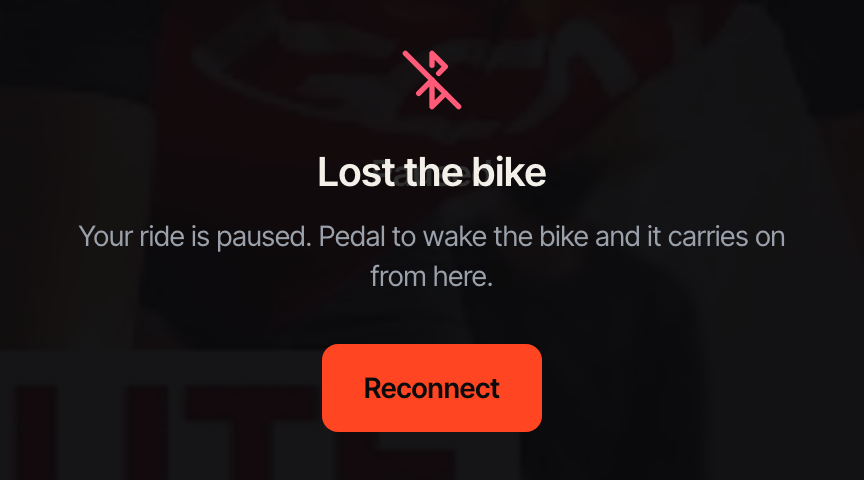 Lost the bike
Your ride is paused. Pedal to wake the bike and it carries on
from here.
Reconnect